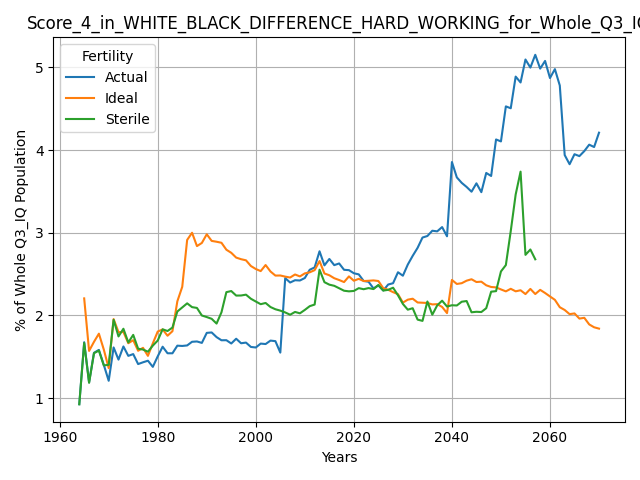 Score_4_in_WHITE_BLACK_DIFFERENCE_HARD_WORKING_for_Whole_Q3_IQ
Fertility
Actual
Ideal
Sterile
% of Whole Q3_IQ Population
5
4
3
2
1
1960 1980 2000 2020 2040 2060
Years